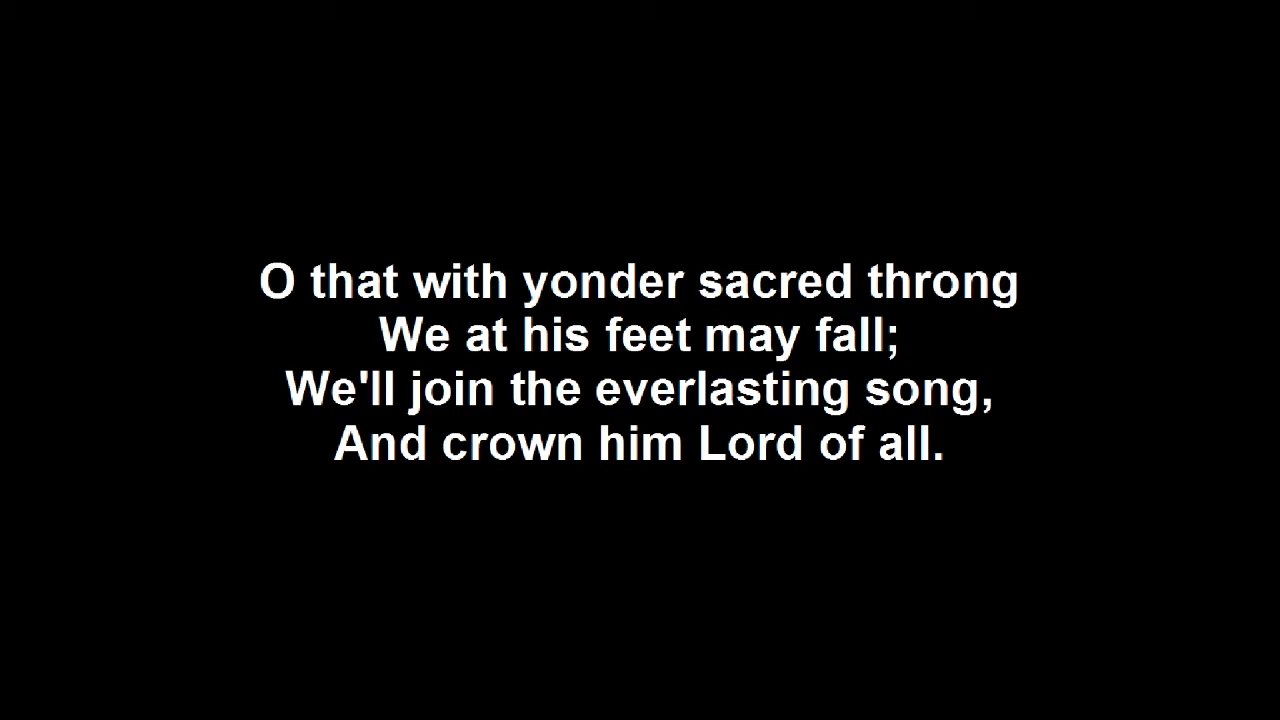 O that with yonder sacred throng
We at his feet may fall;
We'll join the everlasting song,
And crown him Lord of all.